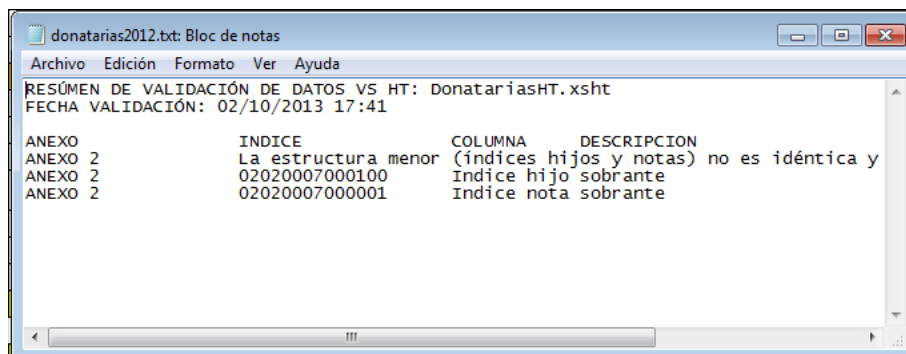 donatarias2012.txt: Bloc de notas
Archivo Edición Formato Ver Ayuda
RESÚMEN DE VALIDACIÓN DE DATOS VS HT: DonatariasHT.xsht
FECHA VALIDACIÓN: 02/10/2013 17:41
ANEXO INDICE COLUMNA DESCRIPCION
ANEXO 2 La estructura menor (índices hijos y notas) no es idéntica y
ANEXO 2 02020007000100 Indice hijo sobrante
ANEXO 2 02020007000001 Indice nota sobrante